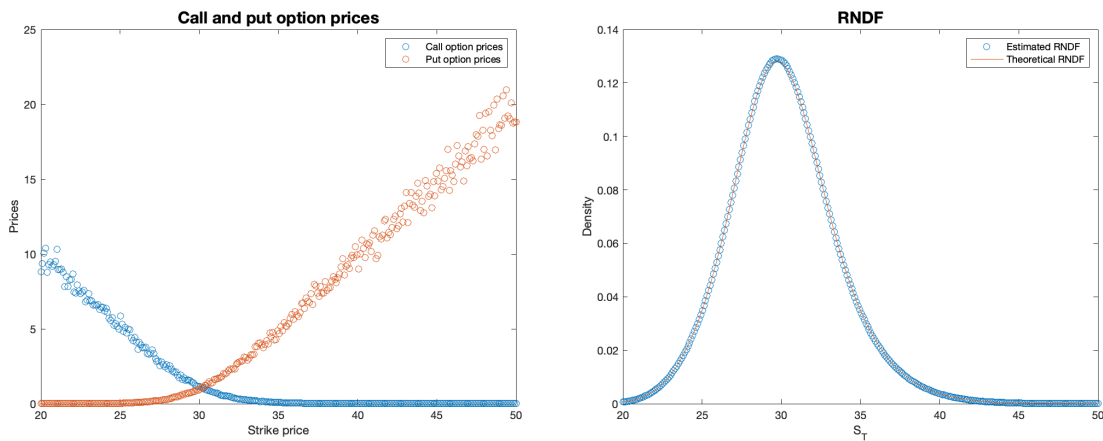 Call and put option prices
25
20
15
10
5
0
Prices
20 25 30 35 40 45 50
Strike price
Call option prices
Put option prices
RNDF
0.14
0.12
0.1
0.08
0.06
0.04
0.02
0
Density
20 25 30 35 40 45 50
S_T
Estimated RNDF
Theoretical RNDF